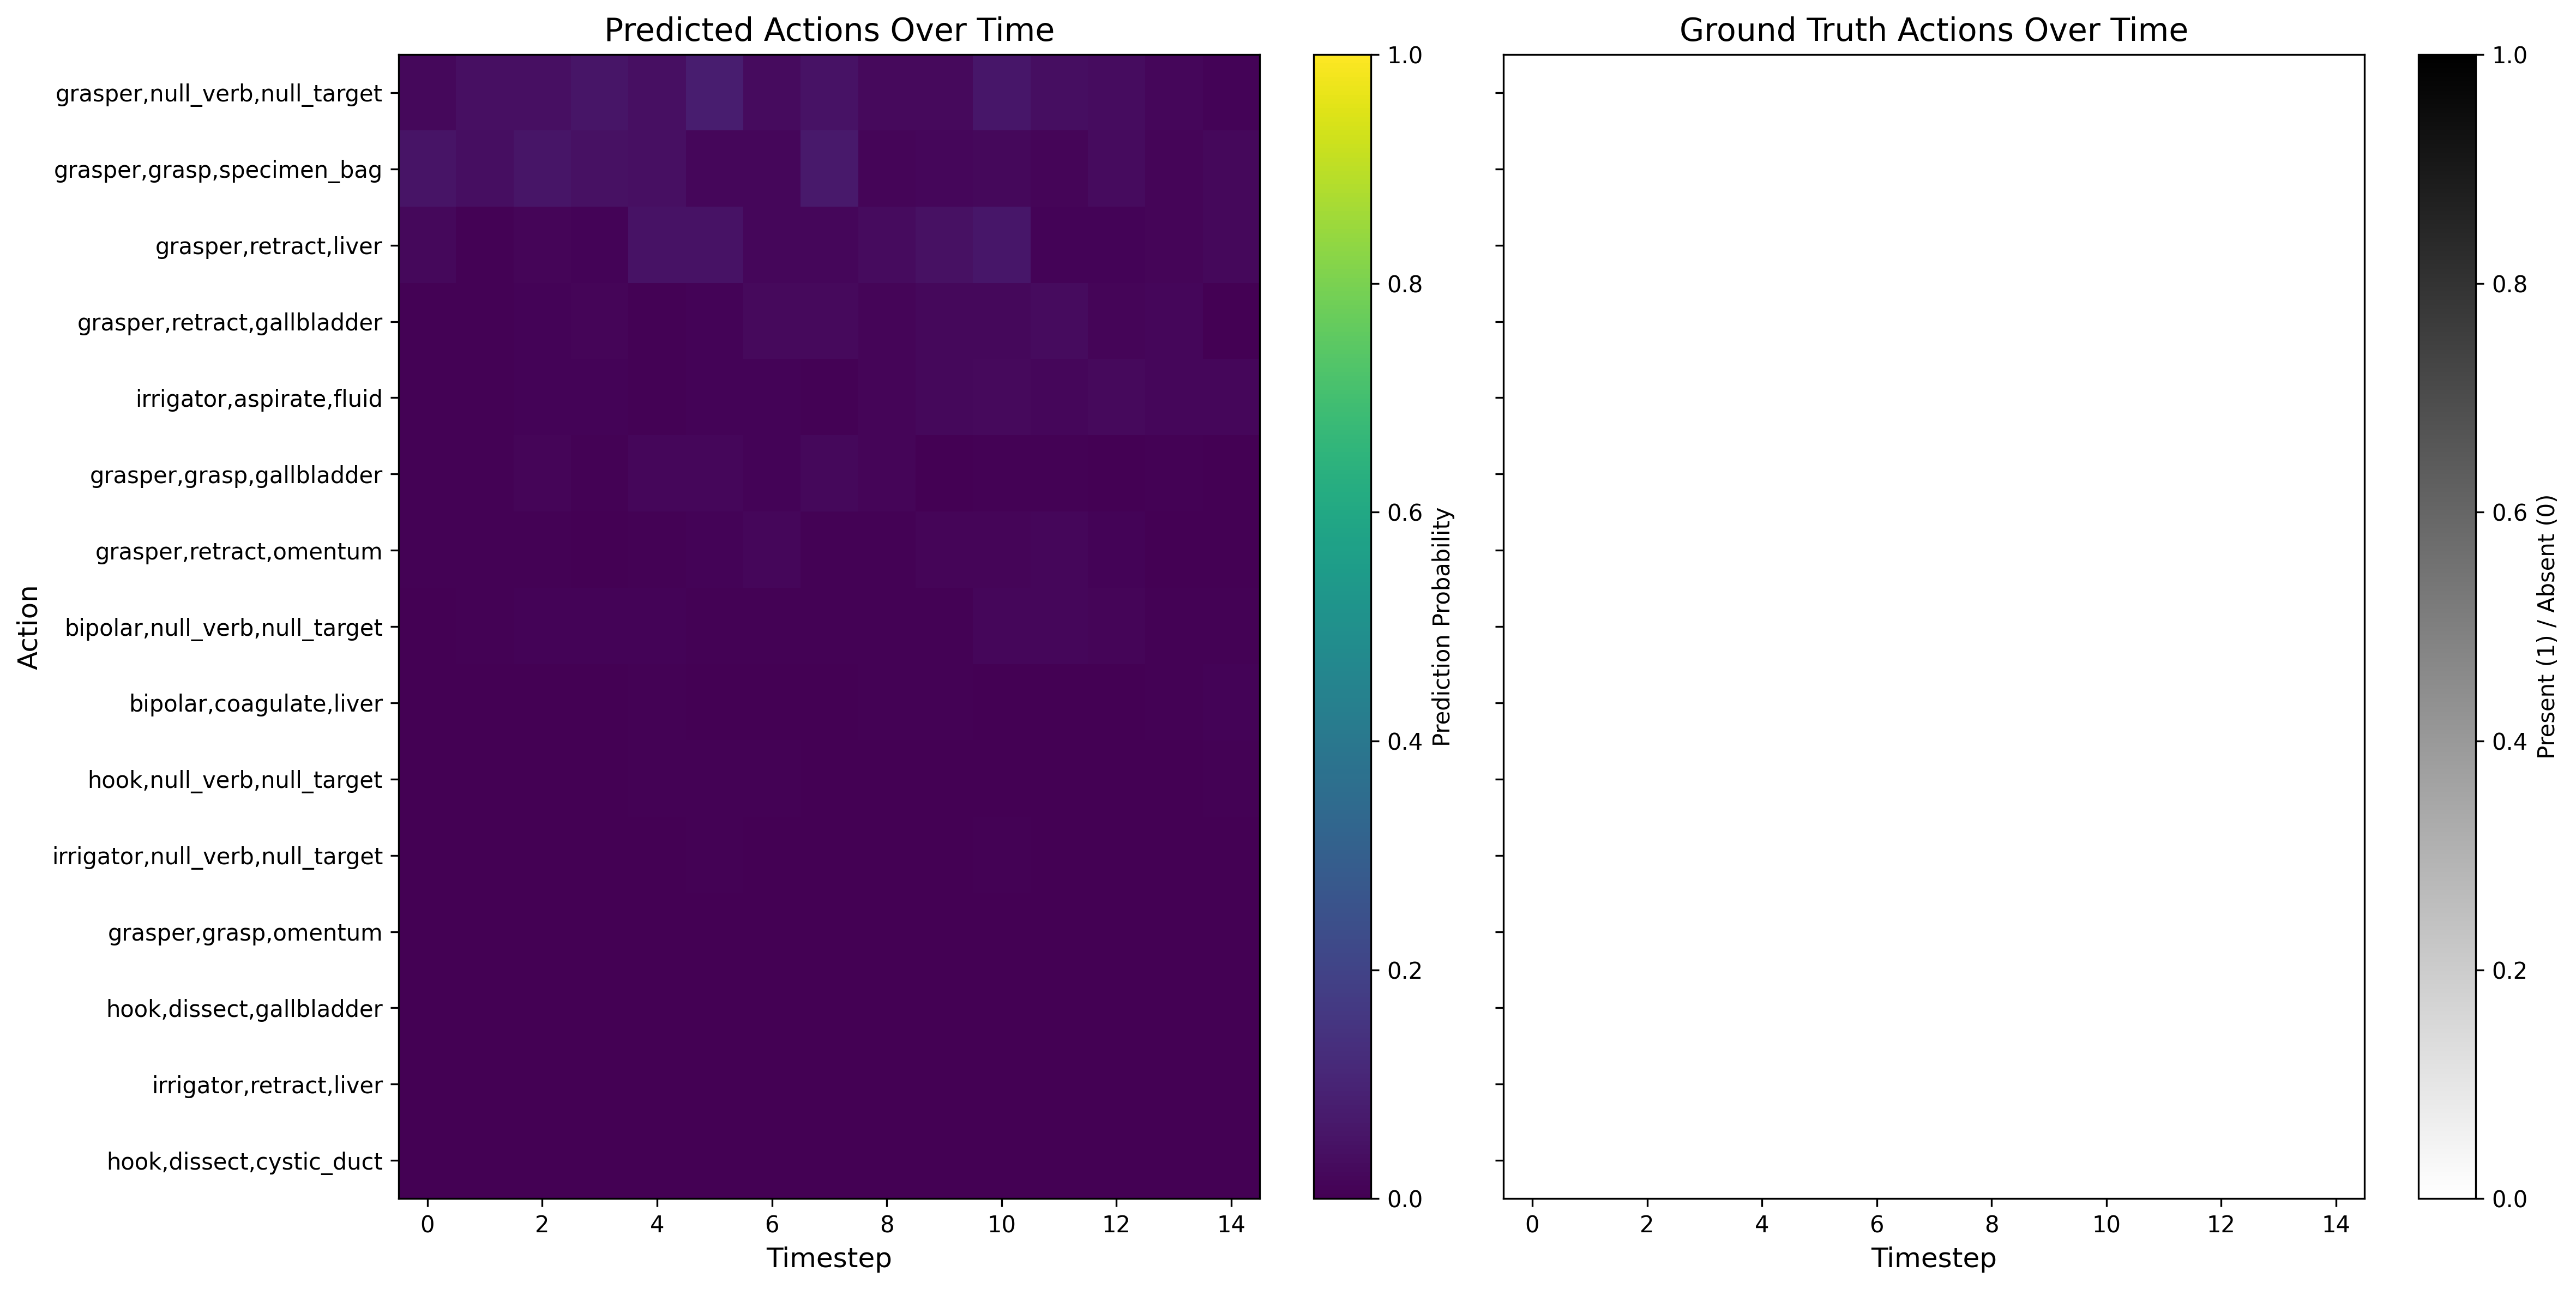 Predicted Actions Over Time
Action
grasper,null_verb,null_target
grasper,grasp,specimen_bag
grasper,retract,liver
grasper,retract,gallbladder
irrigator,aspirate,fluid
grasper,grasp,gallbladder
grasper,retract,omentum
bipolar,null_verb,null_target
bipolar,coagulate,liver
hook,null_verb,null_target
irrigator,null_verb,null_target
grasper,grasp,omentum
hook,dissect,gallbladder
irrigator,retract,liver
hook,dissect,cystic_duct
0 2 4 6 8 10 12 14
Timestep
1.0
0.8
0.6
0.4
0.2
0.0
Prediction Probability
Ground Truth Actions Over Time
0 2 4 6 8 10 12 14
Timestep
1.0
0.8
0.6
0.4
0.2
0.0
Present (1) / Absent (0)